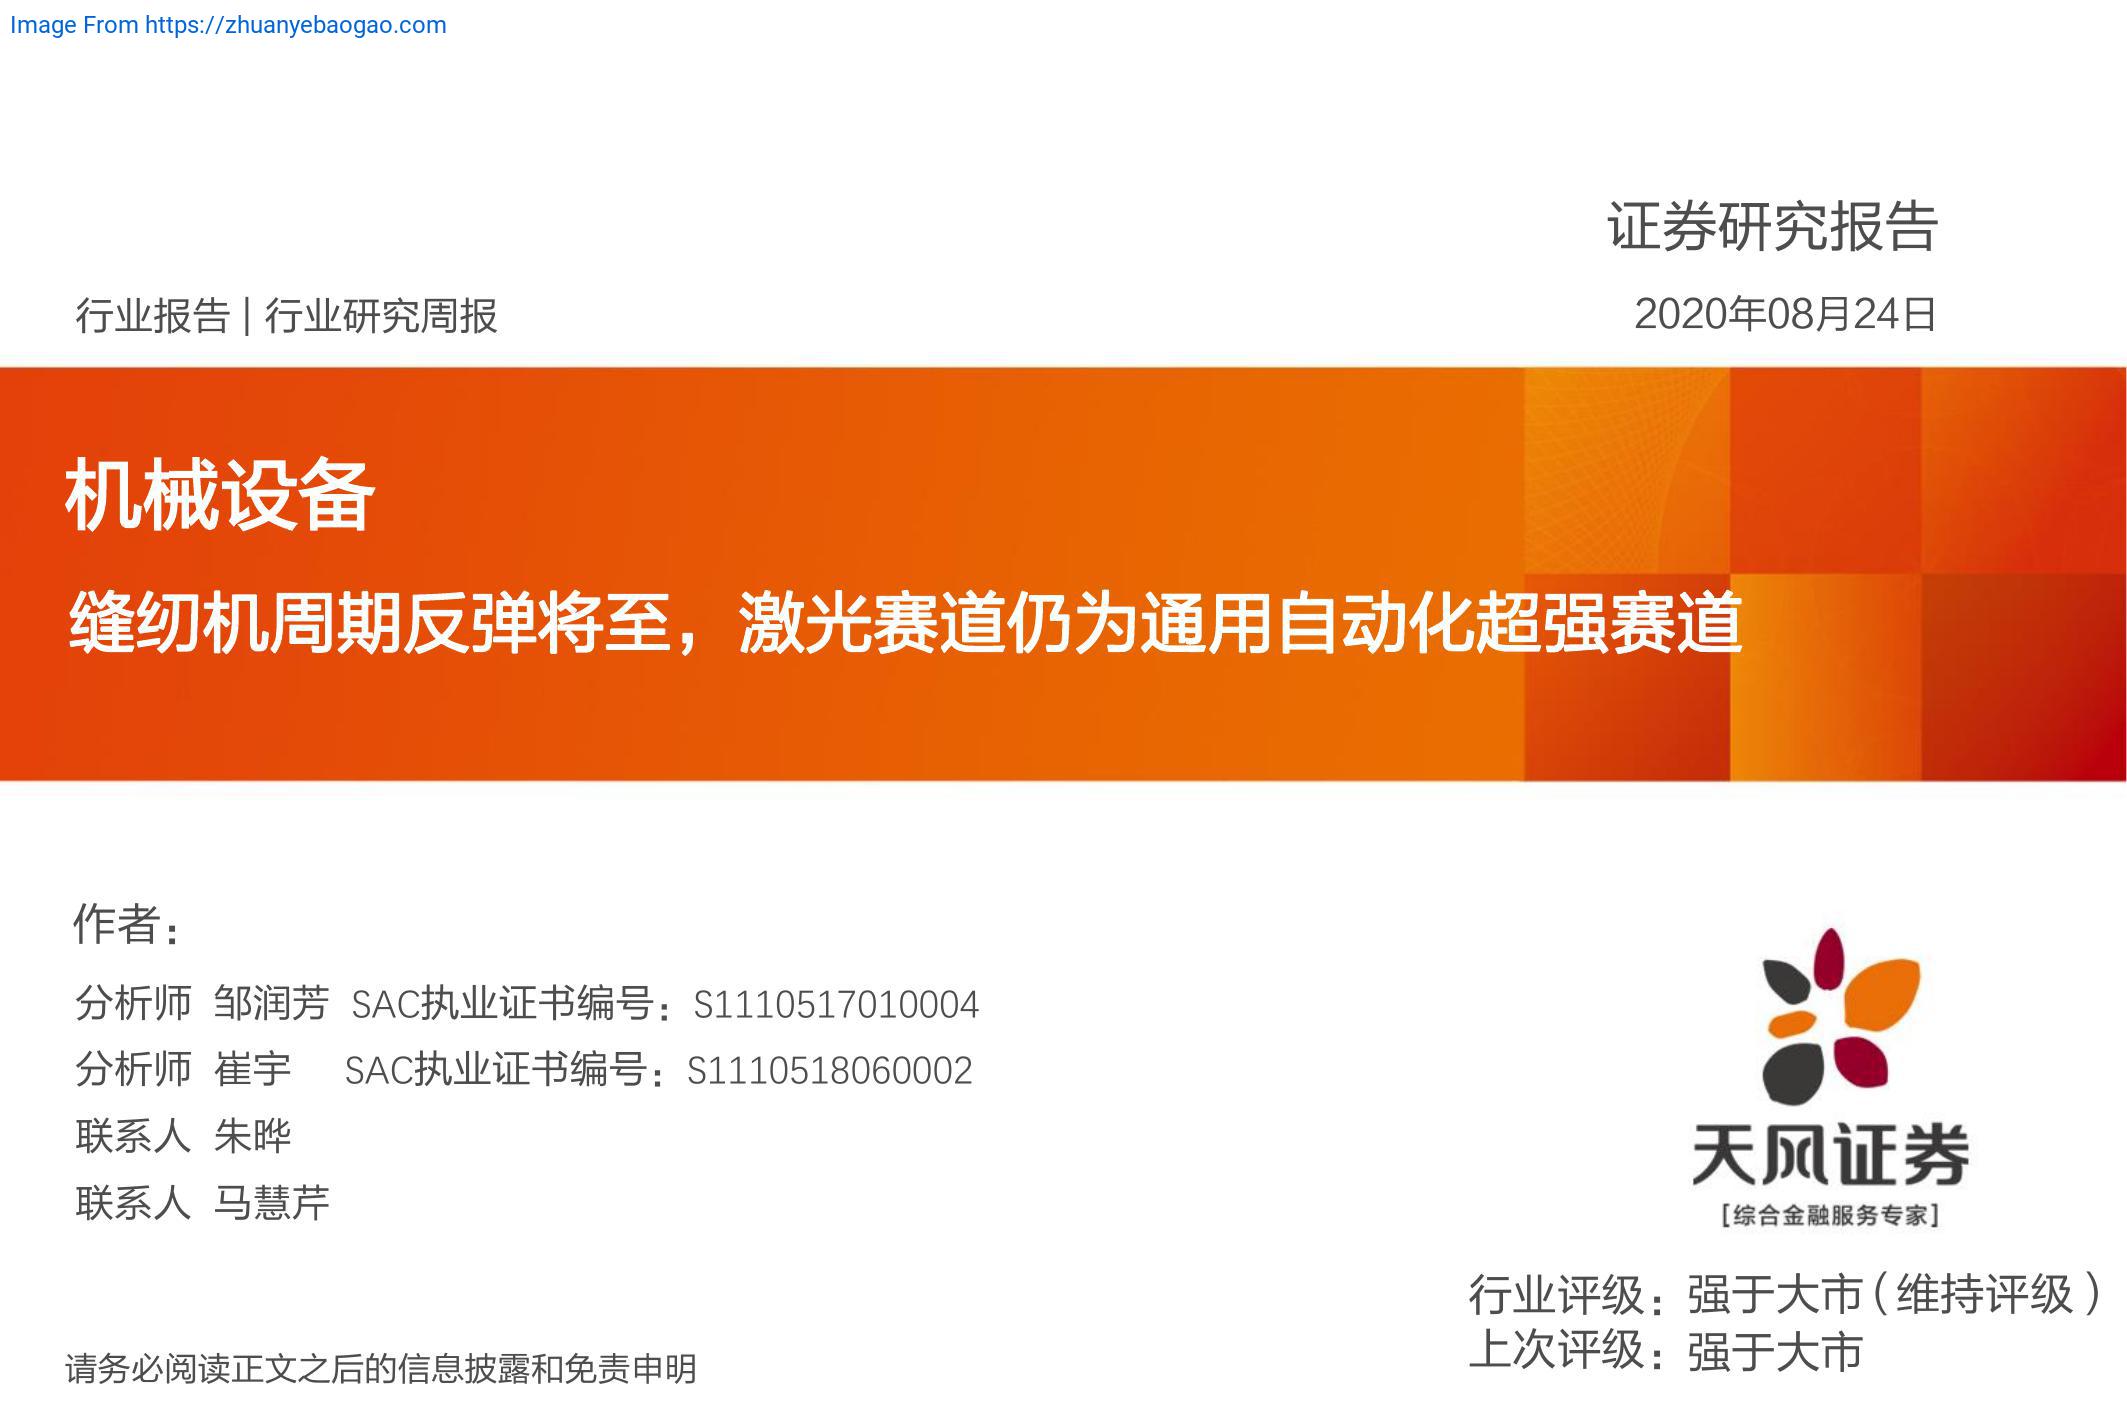 Image From https://zhuanyebaogao.com
证券研究报告
行业报告 | 行业研究周报
2020年08月24日
机械设备
缝纫机周期反弹将至，激光赛道仍为通用自动化超强赛道
作者：
分析师 邹润芳 SAC执业证书编号：S1110517010004
分析师 崔宇 SAC执业证书编号：S1110518060002
联系人 朱晔
联系人 马慧芹
天风证券
[综合金融服务专家]
行业评级：强于大市（维持评级）
上次评级：强于大市
请务必阅读正文之后的信息披露和免责申明